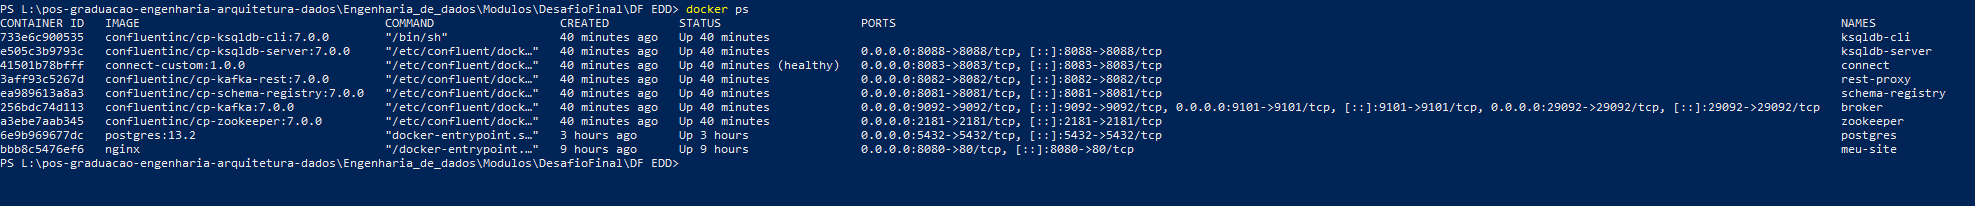 PS L:\pos-graduacao-engenharia-arquitetura-dados\Engenharia_de_dados\Modulos\DesafioFinal\DF EDD> docker ps
CONTAINER ID   IMAGE                                   COMMAND                  CREATED          STATUS                    PORTS                                                                                                                                     NAMES
733e6c900535   confluentinc/cp-ksqldb-cli:7.0.0        "/bin/sh"                40 minutes ago   Up 40 minutes                                                                                                                                                       ksqldb-cli
e505c3b9793c   confluentinc/cp-ksqldb-server:7.0.0     "/etc/confluent/dock…"   40 minutes ago   Up 40 minutes             0.0.0.0:8088->8088/tcp, [::]:8088->8088/tcp                                                                                               ksqldb-server
41501b78bfff   connect-custom:1.0.0                    "/etc/confluent/dock…"   40 minutes ago   Up 40 minutes (healthy)   0.0.0.0:8083->8083/tcp, [::]:8083->8083/tcp                                                                                               connect
3aff93c5267d   confluentinc/cp-kafka-rest:7.0.0        "/etc/confluent/dock…"   40 minutes ago   Up 40 minutes             0.0.0.0:8082->8082/tcp, [::]:8082->8082/tcp                                                                                               rest-proxy
ea989613a8a3   confluentinc/cp-schema-registry:7.0.0   "/etc/confluent/dock…"   40 minutes ago   Up 40 minutes             0.0.0.0:8081->8081/tcp, [::]:8081->8081/tcp                                                                                               schema-registry
256bdc74d113   confluentinc/cp-kafka:7.0.0             "/etc/confluent/dock…"   40 minutes ago   Up 40 minutes             0.0.0.0:9092->9092/tcp, [::]:9092->9092/tcp, 0.0.0.0:9101->9101/tcp, [::]:9101->9101/tcp, 0.0.0.0:29092->29092/tcp, [::]:29092->29092/tcp   broker
a3ebe7aab345   confluentinc/cp-zookeeper:7.0.0         "/etc/confluent/dock…"   40 minutes ago   Up 40 minutes             0.0.0.0:2181->2181/tcp, [::]:2181->2181/tcp                                                                                               zookeeper
6e9b969677dc   postgres:13.2                           "docker-entrypoint.s…"   3 hours ago      Up 3 hours                0.0.0.0:5432->5432/tcp, [::]:5432->5432/tcp                                                                                               postgres
bbb8c5476ef6   nginx                                   "/docker-entrypoint.…"   9 hours ago      Up 9 hours                0.0.0.0:8080->80/tcp, [::]:8080->80/tcp                                                                                                   meu-site
PS L:\pos-graduacao-engenharia-arquitetura-dados\Engenharia_de_dados\Modulos\DesafioFinal\DF EDD>